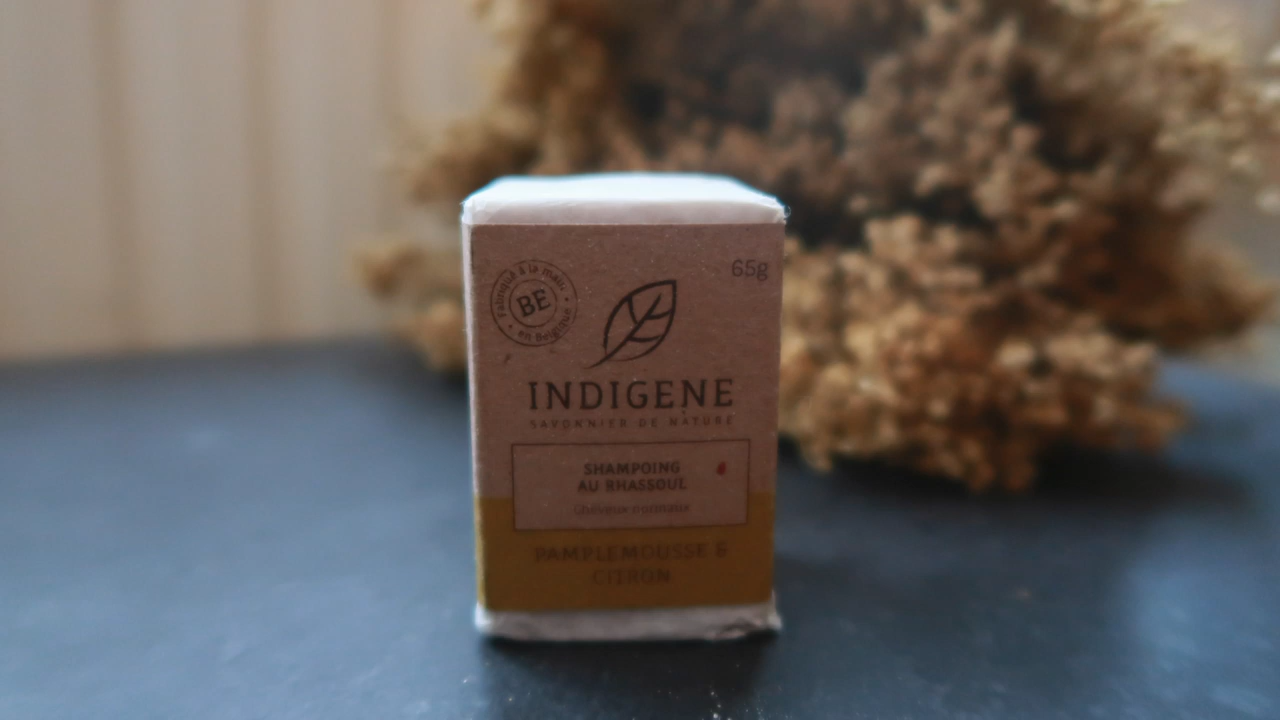 Fabriqué à la main
BE
en Belgique
65g
INDIGENE
SAVONNIER DE NATURE
SHAMPOING
AU RHASSOUL
Cheveux normaux
PAMPLEMOUSSE &
CITRON